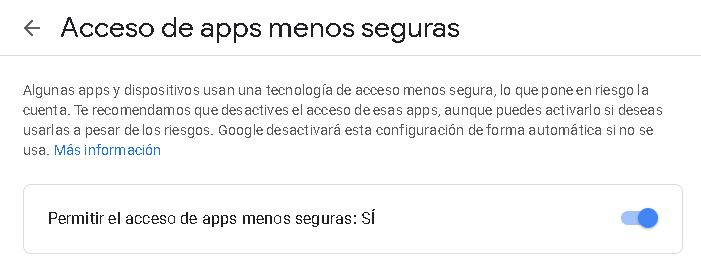 Acceso de apps menos seguras
Algunas apps y dispositivos usan una tecnología de acceso menos segura, lo que pone en riesgo la
cuenta. Te recomendamos que desactives el acceso de esas apps, aunque puedes activarlo si deseas
usarlas a pesar de los riesgos. Google desactivará esta configuración de forma automática si no se
usa. Más información
Permitir el acceso de apps menos seguras: SÍ